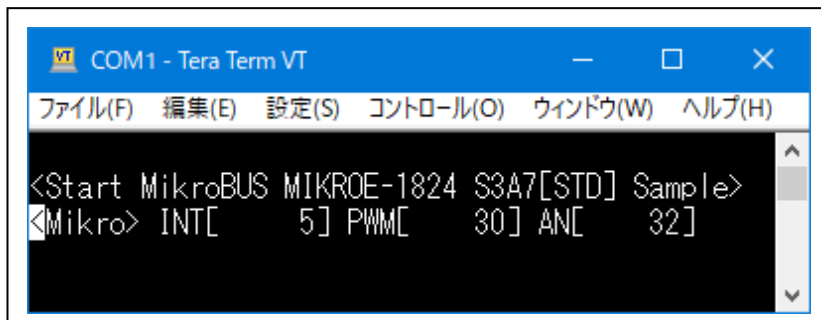 COM1 - Tera Term VT
ファイル(F) 編集(E) 設定(S) コントロール(O) ウィンドウ(W) ヘルプ(H)
<Start MikroBUS MIKROE-1824 S3A7[STD] Sample>
<Mikro> INT[     5] PWM[     30] AN[     32]